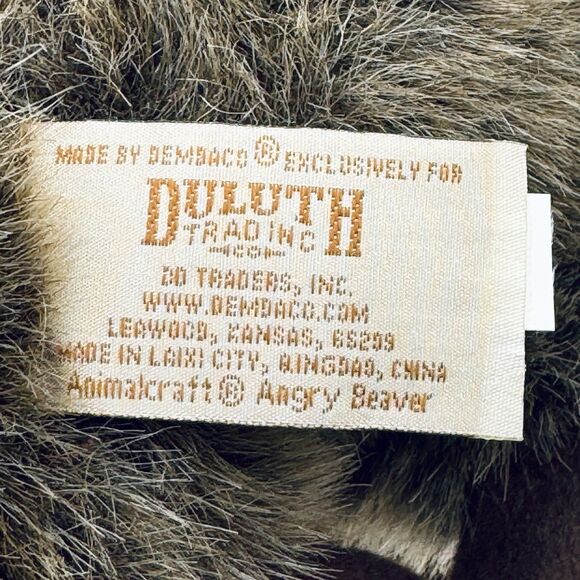 MADE BY DEMDACO® EXCLUSIVELY FOR
DULUTH
TRADING
CO
DD TRADERS, INC.
WWW.DEMDACO.COM
LEAWOOD, KANSAS, 66209
MADE IN LAIXI CITY, QINGDAO, CHINA
Animalcraft© Angry Beaver